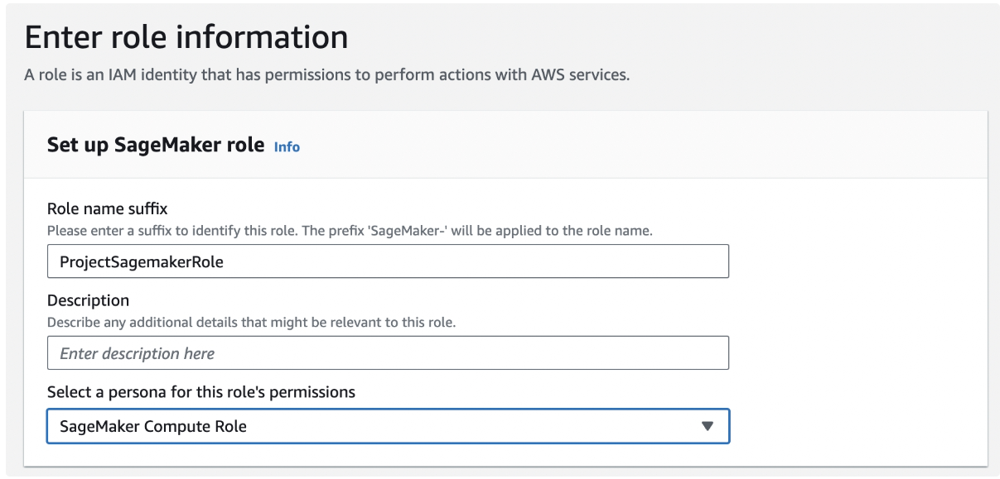 Enter role information
A role is an IAM identity that has permissions to perform actions with AWS services.
Set up SageMaker role Info
Role name suffix
Please enter a suffix to identify this role. The prefix 'SageMaker-' will be applied to the role name.
ProjectSagemakerRole
Description
Describe any additional details that might be relevant to this role.
Enter description here
Select a persona for this role's permissions
SageMaker Compute Role